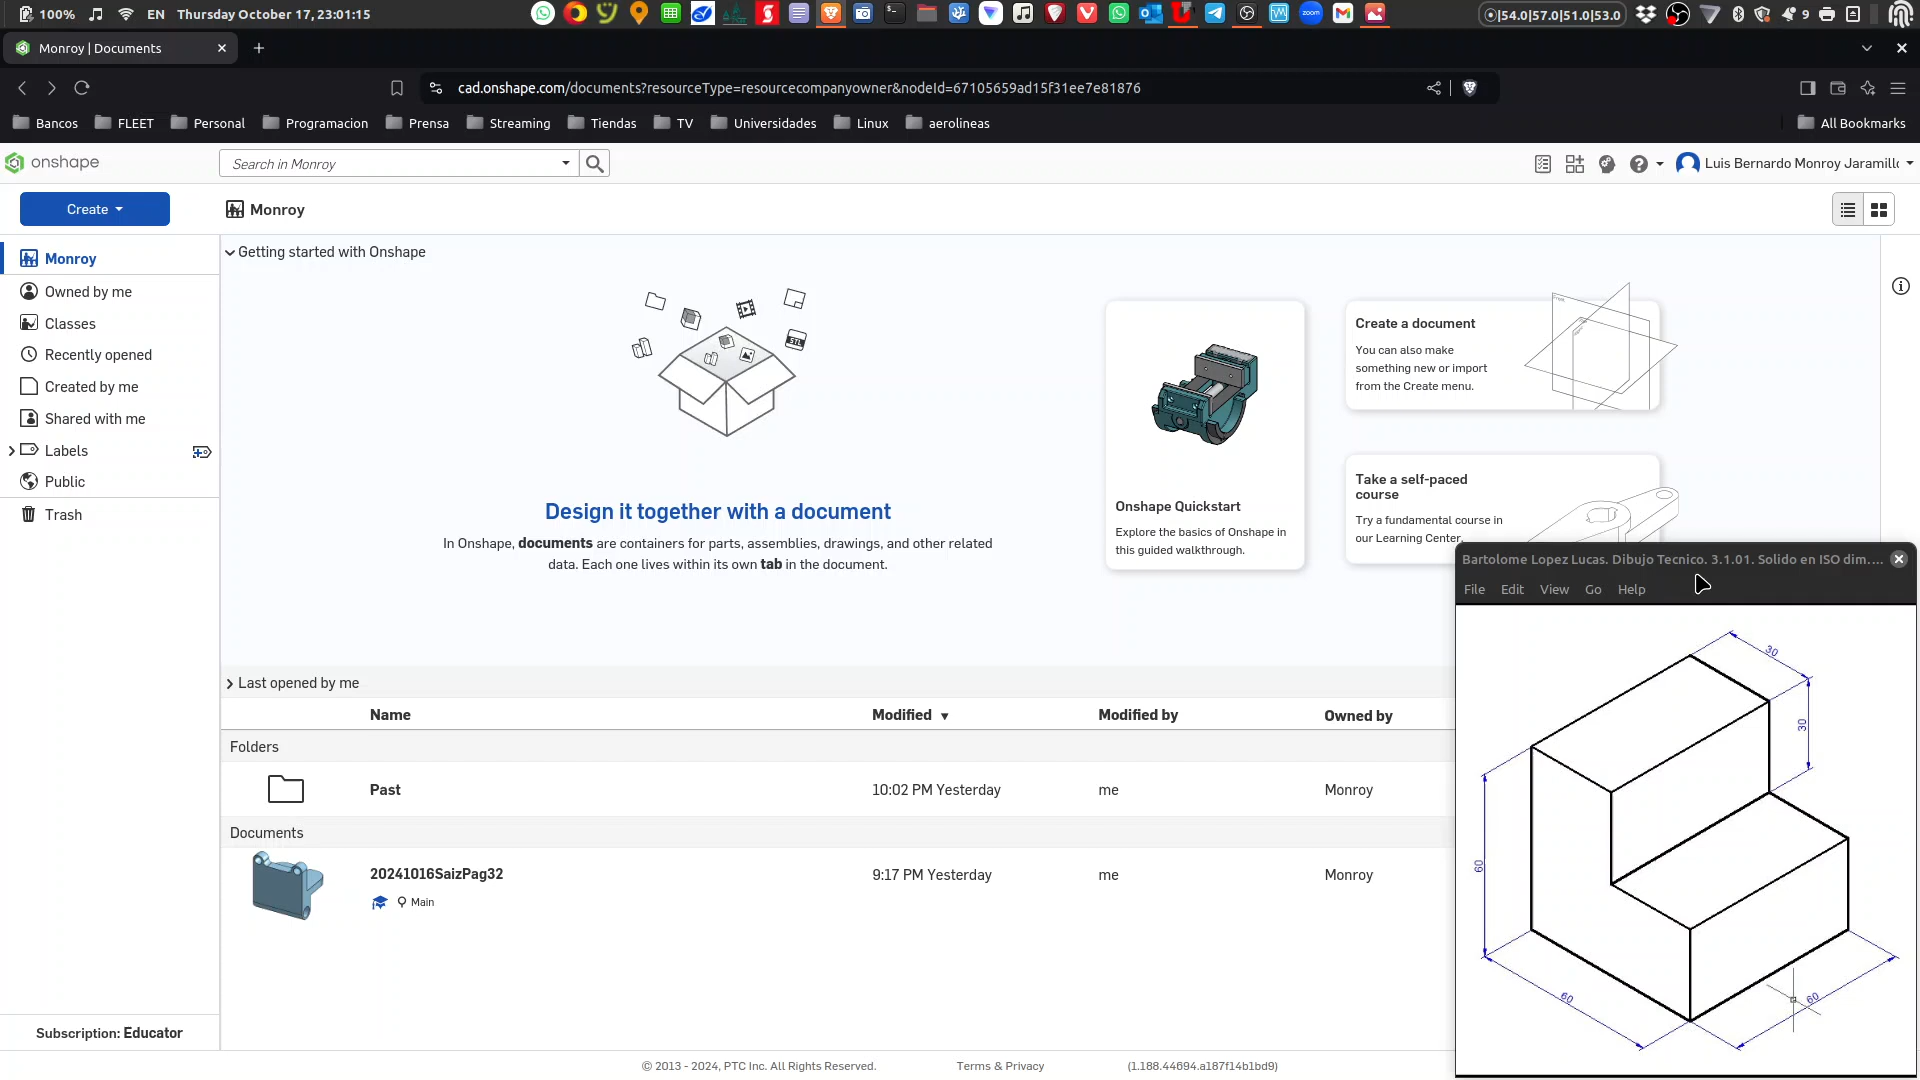 100% EN Thursday October 17, 23:01:15 zoom |54.0|57.0|51.0|53.0 9
Monroy | Documents
cad.onshape.com/documents?resourceType=resourcecompanyowner&nodeId=67105659ad15f31ee7e81876
Bancos FLEET Personal Programacion Prensa Streaming Tiendas TV Universidades Linux aerolineas All Bookmarks
onshape Search in Monroy Luis Bernardo Monroy Jaramillo
Create Monroy
Monroy
Owned by me
Classes
Recently opened
Created by me
Shared with me
Labels
Public
Trash
Subscription: Educator
Getting started with Onshape
STL
Design it together with a document
In Onshape, documents are containers for parts, assemblies, drawings, and other related
data. Each one lives within its own tab in the document.
Onshape Quickstart
Explore the basics of Onshape in
this guided walkthrough.
Create a document
You can also make
something new or import
from the Create menu.
Take a self-paced
course
Try a fundamental course in
our Learning Center.
Last opened by me
Name Modified Modified by Owned by
Folders
Past 10:02 PM Yesterday me Monroy
Documents
20241016SaizPag32 9:17 PM Yesterday me Monroy
Main
© 2013 - 2024, PTC Inc. All Rights Reserved. Terms & Privacy (1.188.44694.a187f14b1bd9)
Bartolome Lopez Lucas. Dibujo Tecnico. 3.1.01. Solido en ISO dim....
File Edit View Go Help
30
30
60
60
60